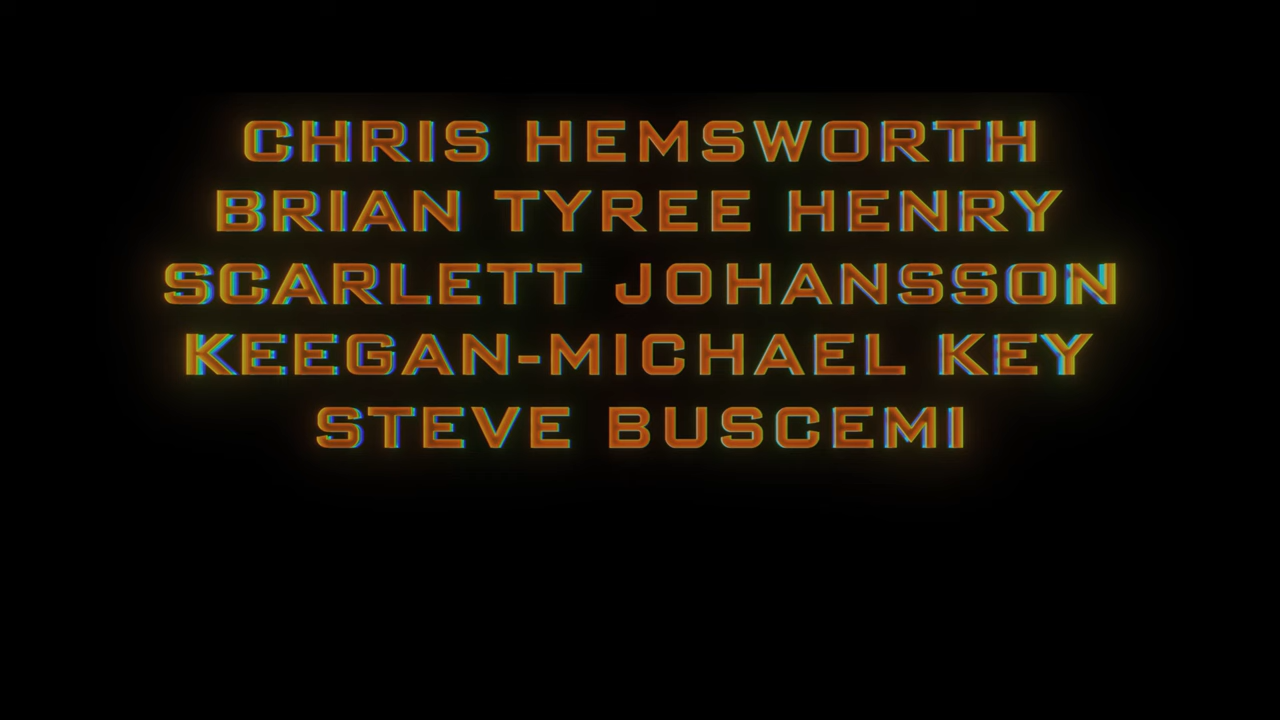 CHRIS HEMSWORTH
BRIAN TYREE HENRY
SCARLETT JOHANSSON
KEEGAN-MICHAEL KEY
STEVE BUSCEMI